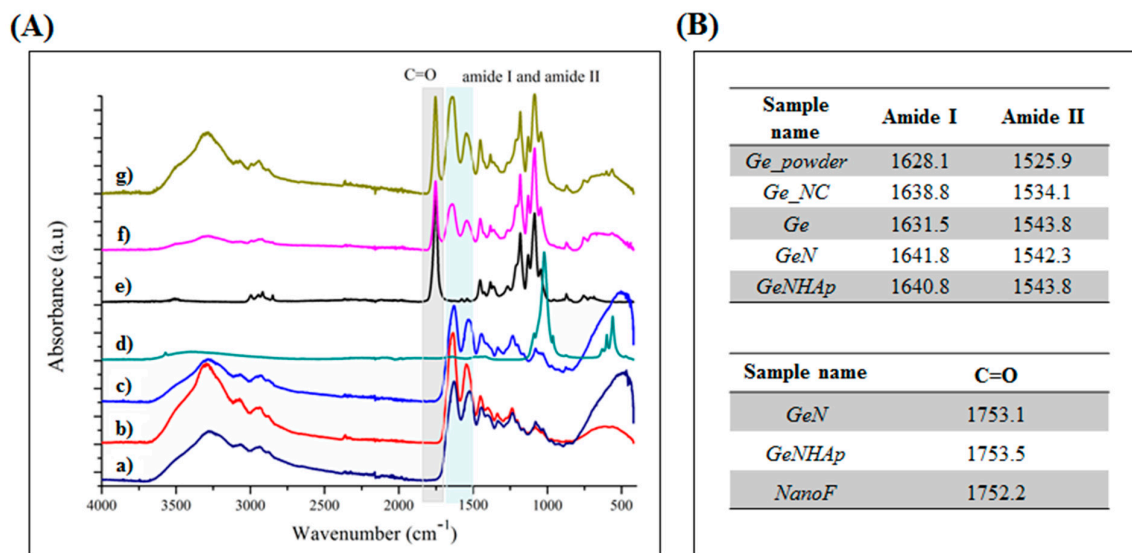 (A)
C=O
amide I and amide II
Absorbance (a.u)
g)
f)
e)
d)
c)
b)
a)
4000 3500 3000 2500 2000 1500 1000 500
Wavenumber (cm⁻¹)
(B)
Sample name Amide I Amide II
Ge_powder 1628.1 1525.9
Ge_NC 1638.8 1534.1
Ge 1631.5 1543.8
GeN 1641.8 1542.3
GeNHAp 1640.8 1543.8
Sample name C=O
GeN 1753.1
GeNHAp 1753.5
NanoF 1752.2